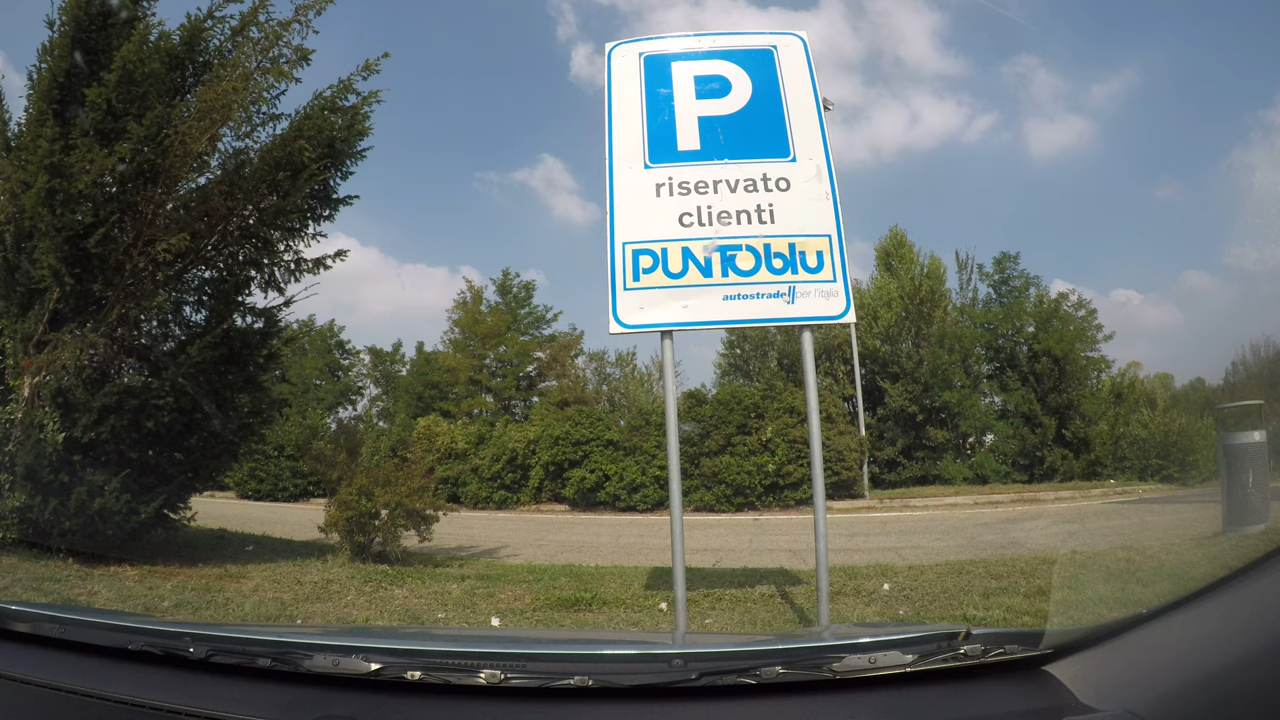 P
riservato
clienti
PUNTOblu
autostrade per l'italia